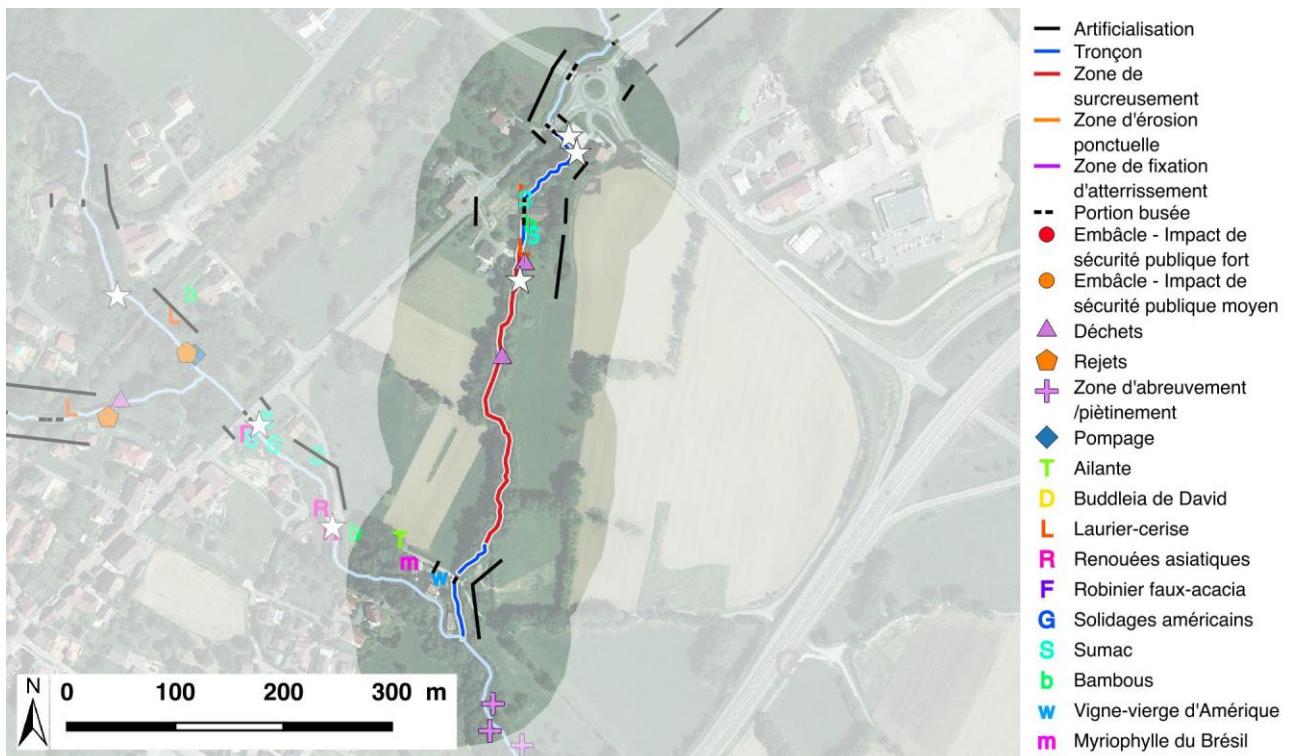 Artificialisation
Tronçon
Zone de
surcreusement
Zone d'érosion
ponctuelle
Zone de fixation
d'atterrissement
Portion busée
Embâcle - Impact de
sécurité publique fort
Embâcle - Impact de
sécurité publique moyen
Déchets
Rejets
Zone d'abreuvement
/piètinement
Pompage
T Ailante
D Buddleia de David
L Laurier-cerise
R Renouées asiatiques
F Robinier faux-acacia
G Solidages américains
S Sumac
b Bambous
w Vigne-vierge d'Amérique
m Myriophylle du Brésil
b
L
L
S
R
b
T
m
w
N 0 100 200 300 m